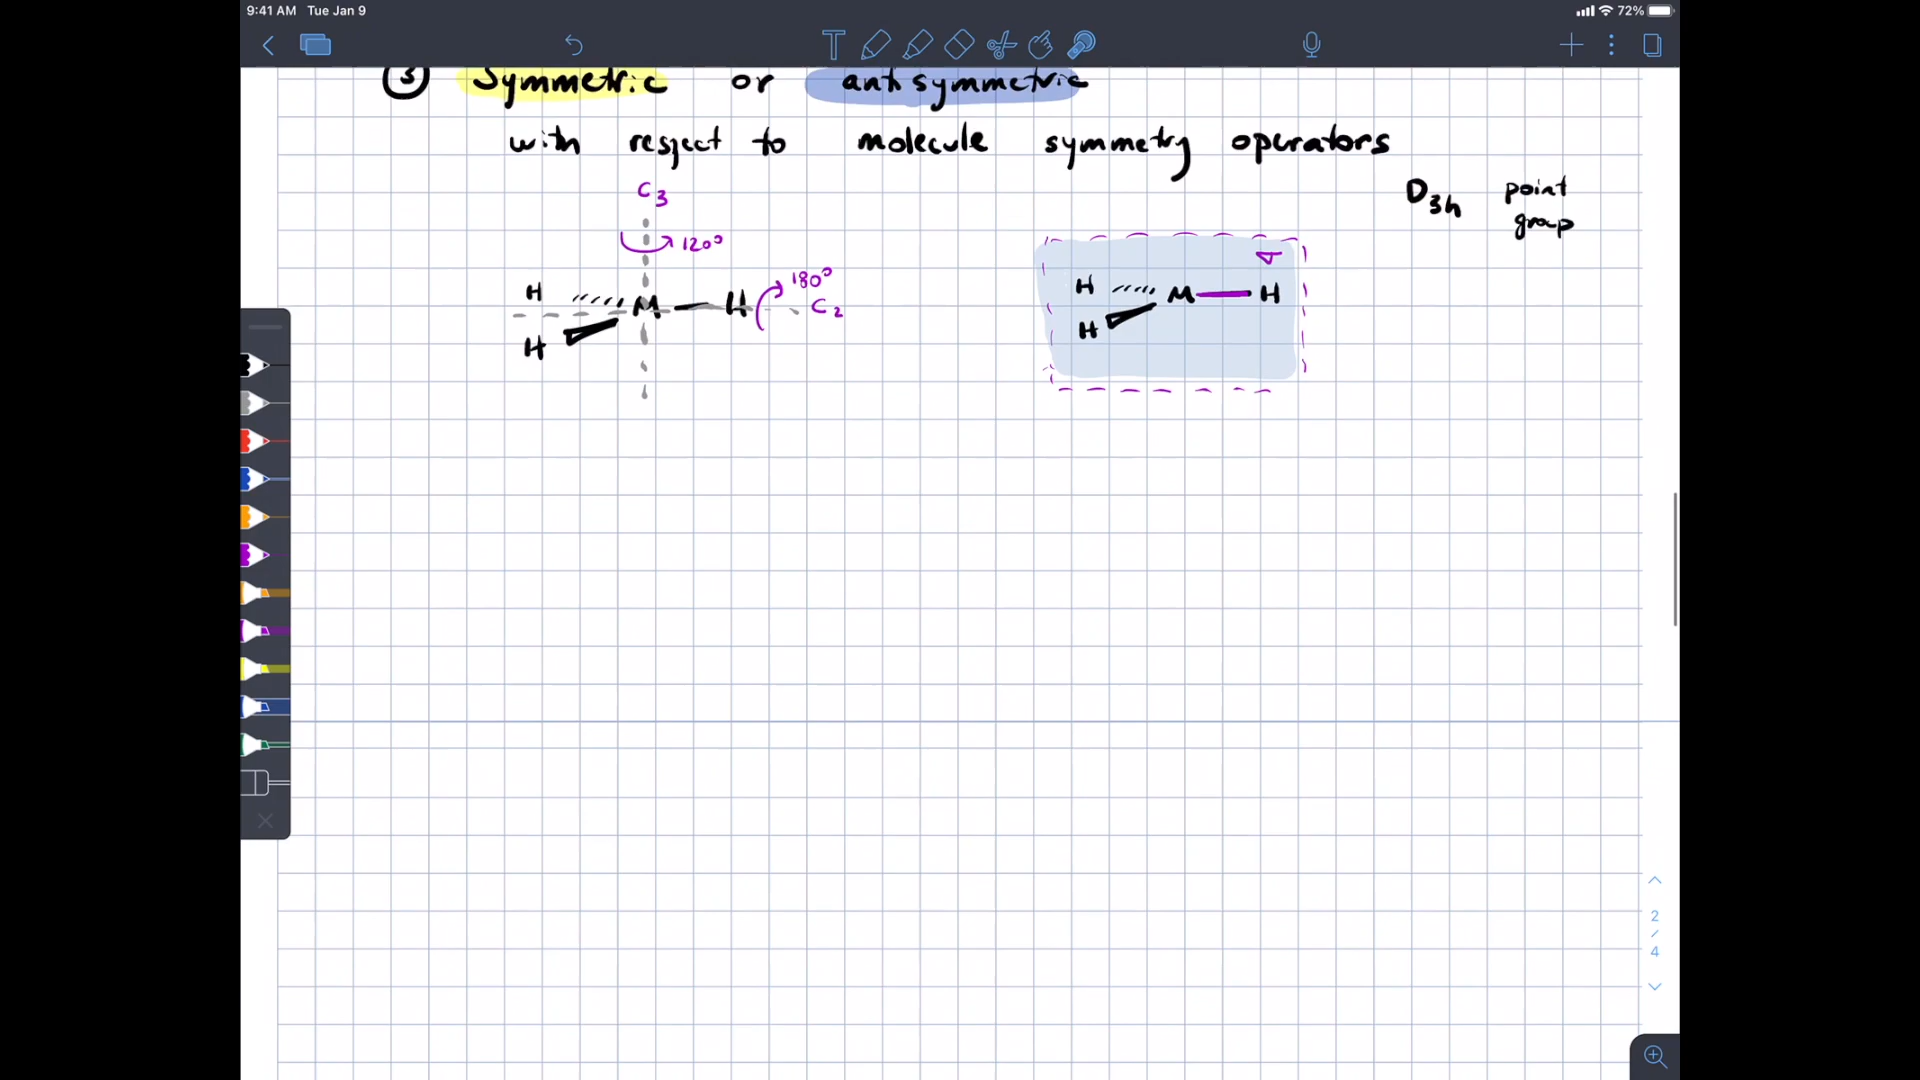 9:41 AM Tue Jan 9
72%
③ Symmetric or antisymmetric
with respect to molecule symmetry operators
C3
D3h point
group
120°
180°
C2
H M H
H
σ
H M H
H
2
/
4